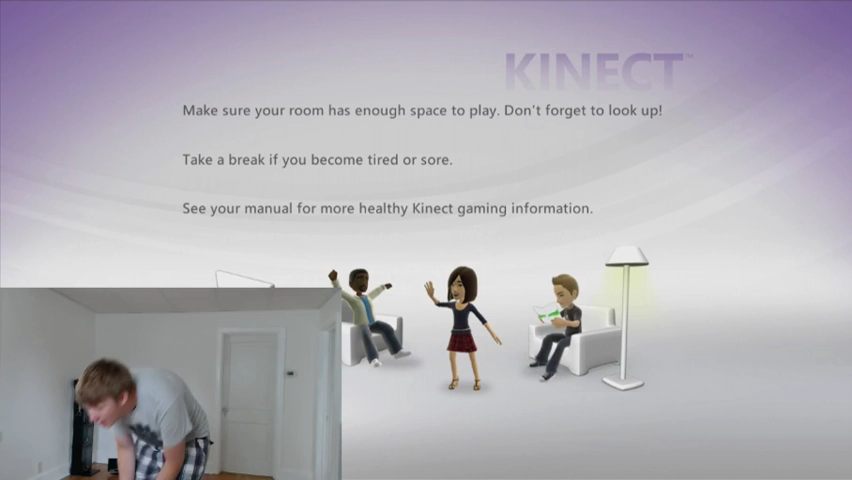 KINECT™
Make sure your room has enough space to play. Don't forget to look up!
Take a break if you become tired or sore.
See your manual for more healthy Kinect gaming information.